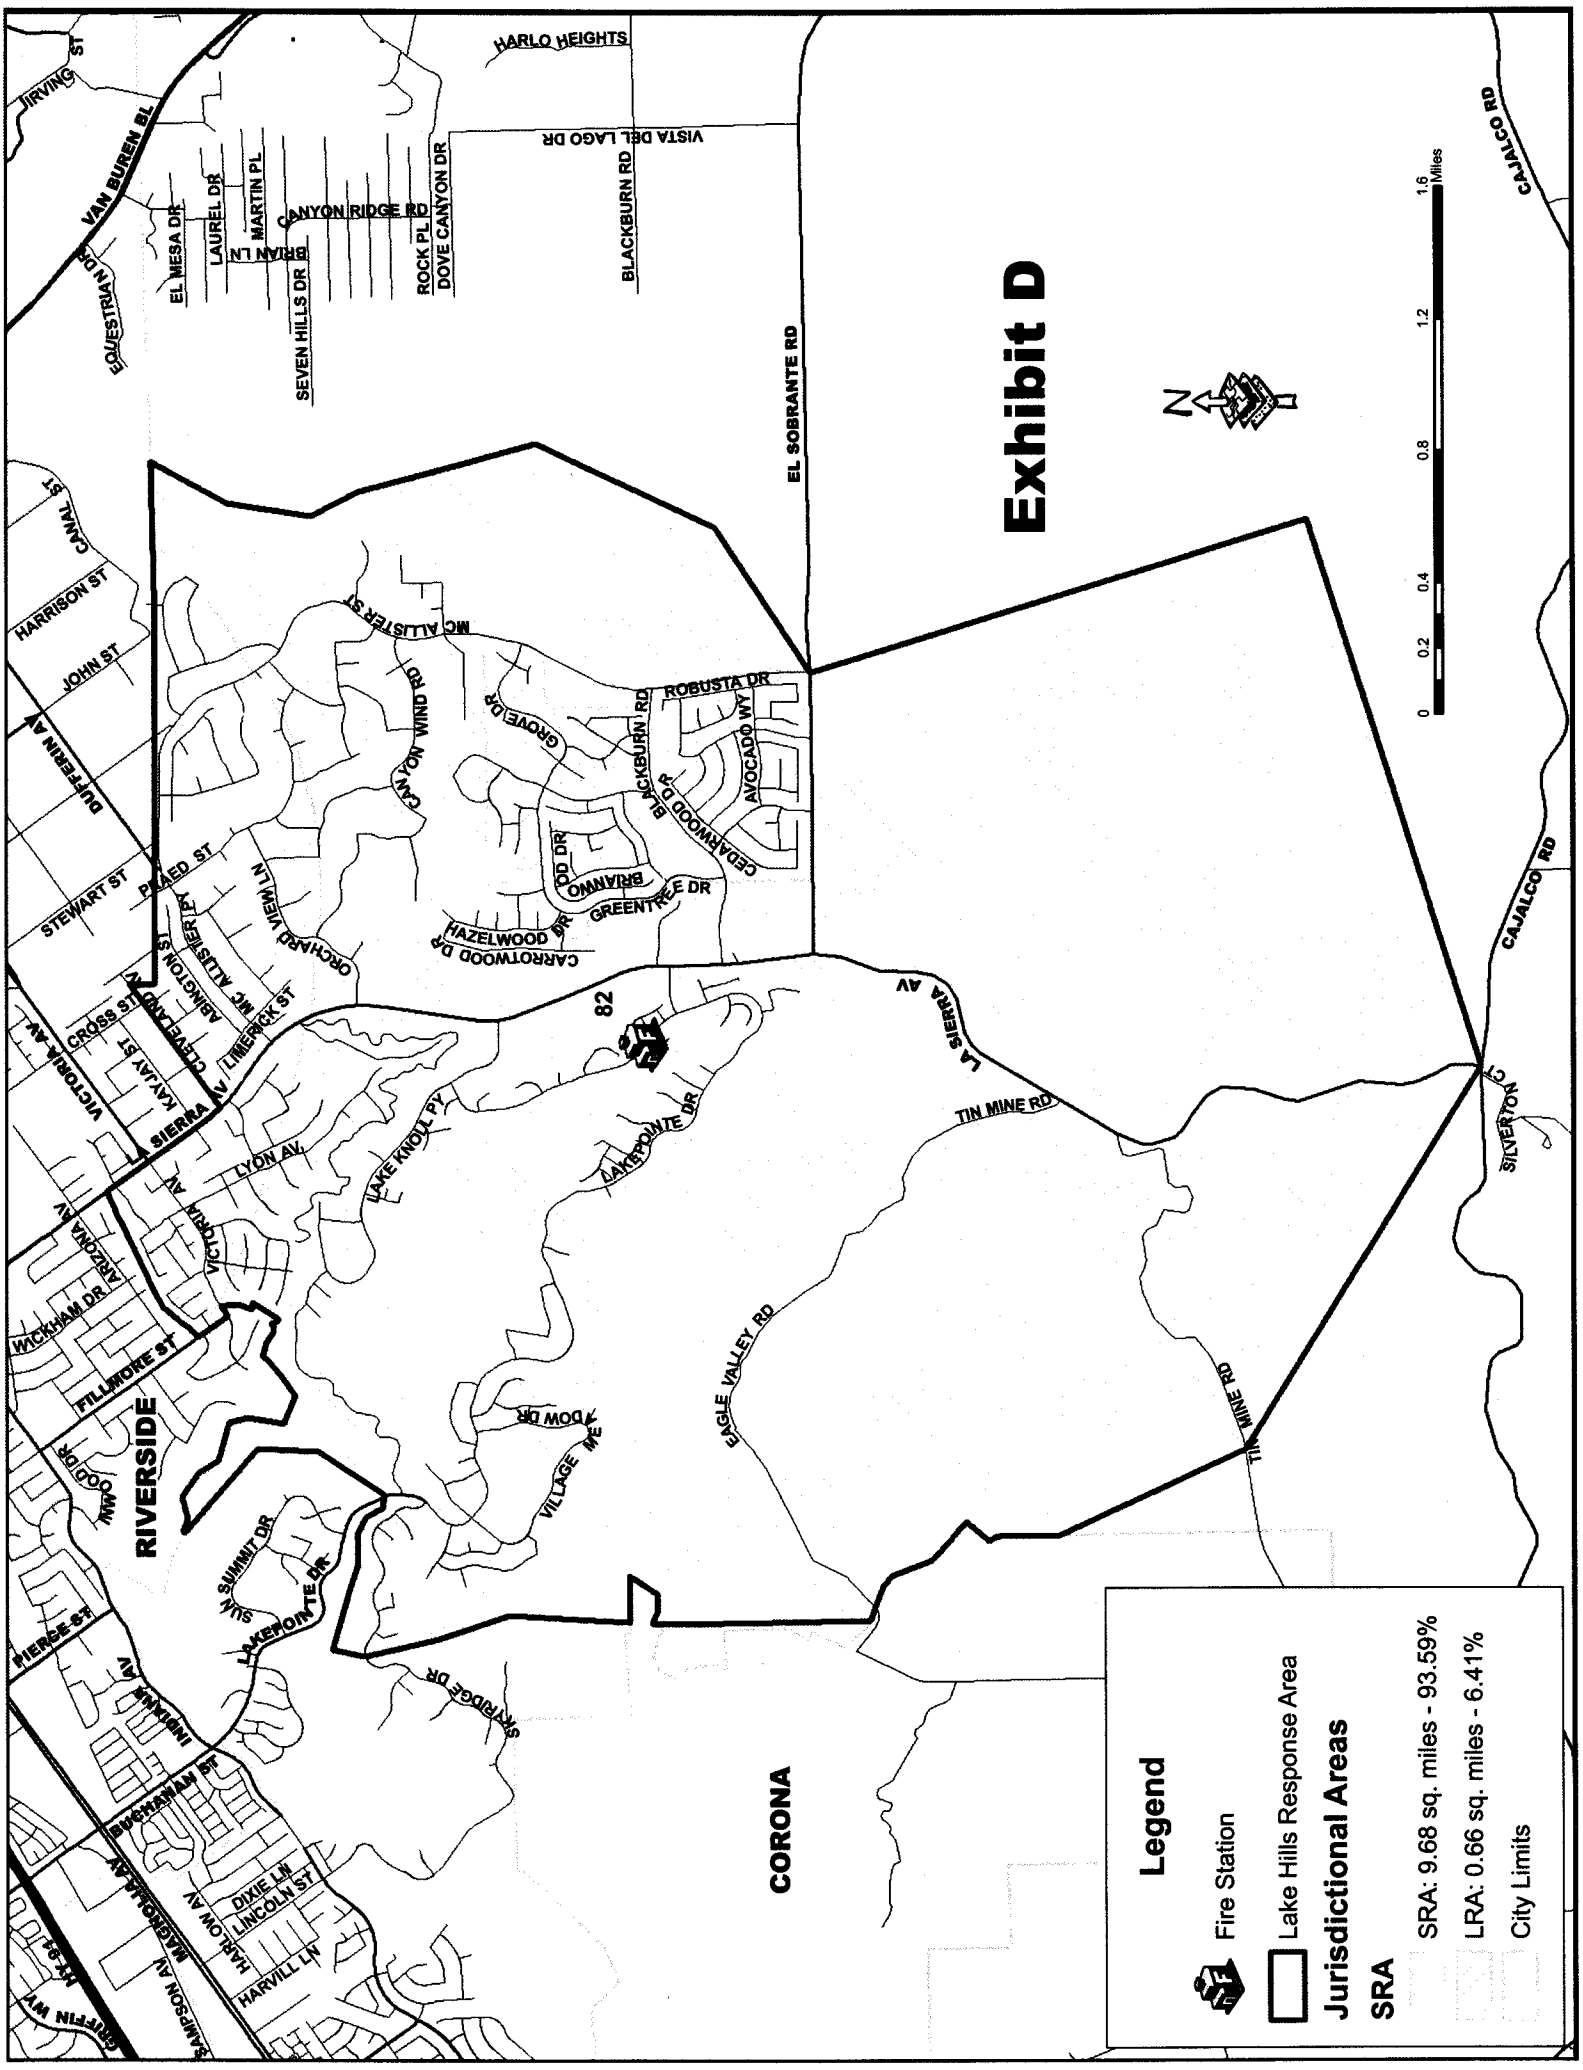 IRVING ST
VAN BUREN BL
EQUESTRIAN DR
EL MESA DR
LAUREL DR
MARTIN PL
BRIAN LN
CANYON RIDGE RD
SEVEN HILLS DR
ROCK PL
DOVE CANYON DR
HARLO HEIGHTS
VISTA DEL LAGO DR
BLACKBURN RD
EL SOBRANTE RD
CAJALCO RD
CANAL ST
HARRISON ST
JOHN ST
DUFFERIN AV
STEWART ST
PRAED ST
MC ALLISTER ST
CANYON WIND RD
GROVE DR
ROBUSTA DR
BLACKBURN RD
AVOCADO WY
CEDARWOOD DR
BRIANWOOD DR
GREENTREE DR
HAZELWOOD DR
CARROTWOOD DR
ORCHARD VIEW LN
MC ALLISTER PY
ABINGTON ST
LIMERICK ST
CLEVELAND AV
CROSS ST
KAYJAY ST
VICTORIA AV
LA SIERRA AV
LYON AV
VICTORIA AV
ARIZONA AV
WICKHAM DR
FILLMORE ST
RIVERSIDE
INWOOD DR
82
LAKE KNOLL PY
LAKEPOINTE DR
LA SIERRA AV
TIN MINE RD
EAGLE VALLEY RD
TIN MINE RD
VILLAGE MEADOW DR
SUN SUMMIT DR
LAKEPOINTE DR
SKYRIDGE DR
PIERCE ST
INDIANA AV
BUCHANAN ST
MAGNOLIA AV
DIXIE LN
LINCOLN ST
HARLOW AV
HARVILL LN
SAMPSON AV
HY-91
GRIFFIN WY
CORONA
CAJALCO RD
SILVERTON CT
Exhibit D
N
0 0.2 0.4 0.8 1.2 1.6
Miles
Legend
Fire Station
Lake Hills Response Area
Jurisdictional Areas
SRA
SRA: 9.68 sq. miles - 93.59%
LRA: 0.66 sq. miles - 6.41%
City Limits